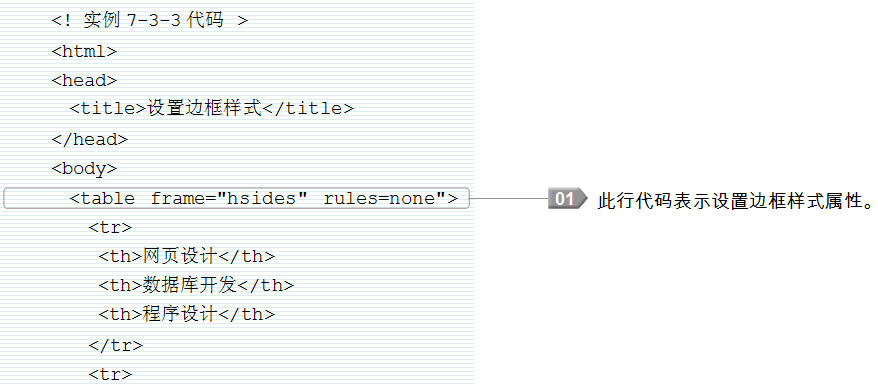 <! 实例 7-3-3 代码 >
<html>
<head>
<title>设置边框样式</title>
</head>
<body>
<table frame="hsides" rules=none">
01 此行代码表示设置边框样式属性。
<tr>
<th>网页设计</th>
<th>数据库开发</th>
<th>程序设计</th>
</tr>
<tr>